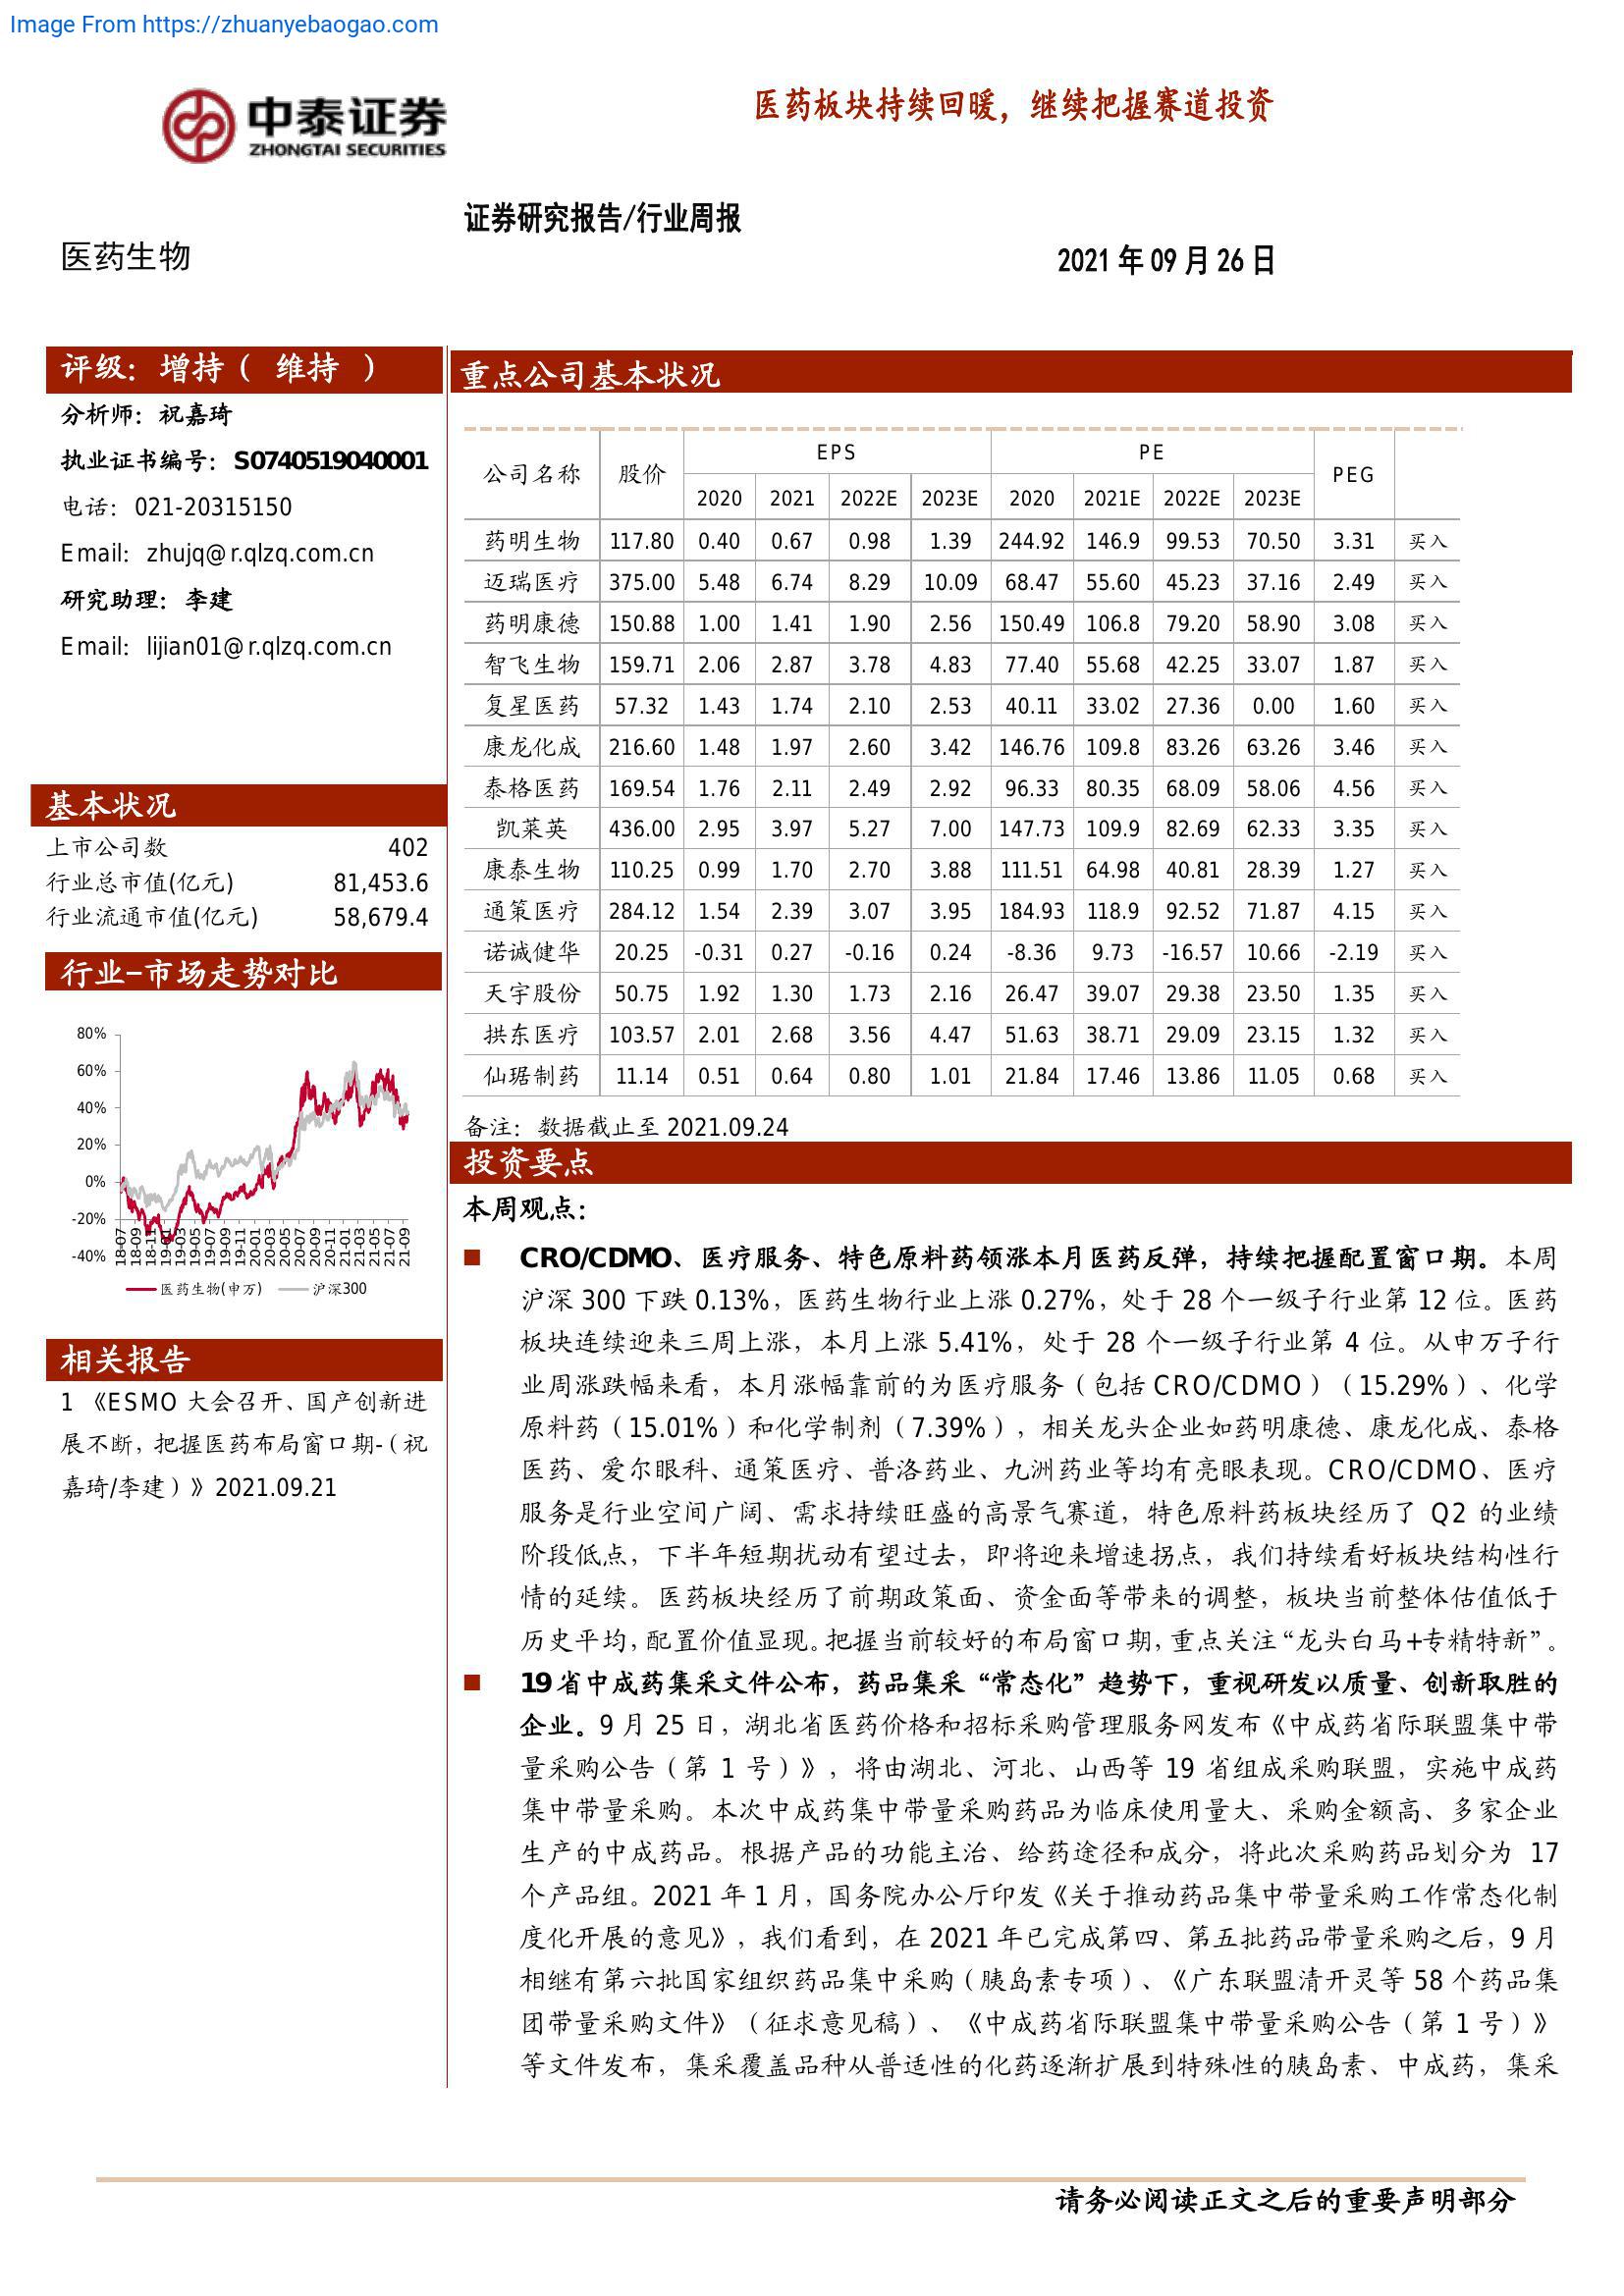 Image From https://zhuanyebaogao.com
中泰证券
ZHONGTAI SECURITIES
医药板块持续回暖，继续把握赛道投资
证券研究报告/行业周报
医药生物
2021 年 09 月 26 日
评级：增持（ 维持 ）
分析师：祝嘉琦
执业证书编号：S0740519040001
电话：021-20315150
Email：zhujq@r.qlzq.com.cn
研究助理：李建
Email：lijian01@r.qlzq.com.cn
基本状况
上市公司数 402
行业总市值(亿元) 81,453.6
行业流通市值(亿元) 58,679.4
行业-市场走势对比
80%
60%
40%
20%
0%
-20%
-40%
18-07 18-09 18-11 19-01 19-03 19-05 19-07 19-09 19-11 20-01 20-03 20-05 20-07 20-09 20-11 21-01 21-03 21-05 21-07 21-09
医药生物(申万) 沪深300
相关报告
1 《ESMO 大会召开、国产创新进
展不断，把握医药布局窗口期-（祝
嘉琦/李建）》2021.09.21
重点公司基本状况
公司名称 股价 EPS PE PEG
2020 2021 2022E 2023E 2020 2021E 2022E 2023E
药明生物 117.80 0.40 0.67 0.98 1.39 244.92 146.9 99.53 70.50 3.31 买入
迈瑞医疗 375.00 5.48 6.74 8.29 10.09 68.47 55.60 45.23 37.16 2.49 买入
药明康德 150.88 1.00 1.41 1.90 2.56 150.49 106.8 79.20 58.90 3.08 买入
智飞生物 159.71 2.06 2.87 3.78 4.83 77.40 55.68 42.25 33.07 1.87 买入
复星医药 57.32 1.43 1.74 2.10 2.53 40.11 33.02 27.36 0.00 1.60 买入
康龙化成 216.60 1.48 1.97 2.60 3.42 146.76 109.8 83.26 63.26 3.46 买入
泰格医药 169.54 1.76 2.11 2.49 2.92 96.33 80.35 68.09 58.06 4.56 买入
凯莱英 436.00 2.95 3.97 5.27 7.00 147.73 109.9 82.69 62.33 3.35 买入
康泰生物 110.25 0.99 1.70 2.70 3.88 111.51 64.98 40.81 28.39 1.27 买入
通策医疗 284.12 1.54 2.39 3.07 3.95 184.93 118.9 92.52 71.87 4.15 买入
诺诚健华 20.25 -0.31 0.27 -0.16 0.24 -8.36 9.73 -16.57 10.66 -2.19 买入
天宇股份 50.75 1.92 1.30 1.73 2.16 26.47 39.07 29.38 23.50 1.35 买入
拱东医疗 103.57 2.01 2.68 3.56 4.47 51.63 38.71 29.09 23.15 1.32 买入
仙琚制药 11.14 0.51 0.64 0.80 1.01 21.84 17.46 13.86 11.05 0.68 买入
备注：数据截止至 2021.09.24
投资要点
本周观点：
■ CRO/CDMO、医疗服务、特色原料药领涨本月医药反弹，持续把握配置窗口期。本周
沪深 300 下跌 0.13%，医药生物行业上涨 0.27%，处于 28 个一级子行业第 12 位。医药
板块连续迎来三周上涨，本月上涨 5.41%，处于 28 个一级子行业第 4 位。从申万子行
业周涨跌幅来看，本月涨幅靠前的为医疗服务（包括 CRO/CDMO）（15.29%）、化学
原料药（15.01%）和化学制剂（7.39%），相关龙头企业如药明康德、康龙化成、泰格
医药、爱尔眼科、通策医疗、普洛药业、九洲药业等均有亮眼表现。CRO/CDMO、医疗
服务是行业空间广阔、需求持续旺盛的高景气赛道，特色原料药板块经历了 Q2 的业绩
阶段低点，下半年短期扰动有望过去，即将迎来增速拐点，我们持续看好板块结构性行
情的延续。医药板块经历了前期政策面、资金面等带来的调整，板块当前整体估值低于
历史平均，配置价值显现。把握当前较好的布局窗口期，重点关注“龙头白马+专精特新”。
■ 19 省中成药集采文件公布，药品集采“常态化”趋势下，重视研发以质量、创新取胜的
企业。9 月 25 日，湖北省医药价格和招标采购管理服务网发布《中成药省际联盟集中带
量采购公告（第 1 号）》，将由湖北、河北、山西等 19 省组成采购联盟，实施中成药
集中带量采购。本次中成药集中带量采购药品为临床使用量大、采购金额高、多家企业
生产的中成药品。根据产品的功能主治、给药途径和成分，将此次采购药品划分为 17
个产品组。2021 年 1 月，国务院办公厅印发《关于推动药品集中带量采购工作常态化制
度化开展的意见》，我们看到，在 2021 年已完成第四、第五批药品带量采购之后，9 月
相继有第六批国家组织药品集中采购（胰岛素专项）、《广东联盟清开灵等 58 个药品集
团带量采购文件》（征求意见稿）、《中成药省际联盟集中带量采购公告（第 1 号）》
等文件发布，集采覆盖品种从普适性的化药逐渐扩展到特殊性的胰岛素、中成药，集采
请务必阅读正文之后的重要声明部分